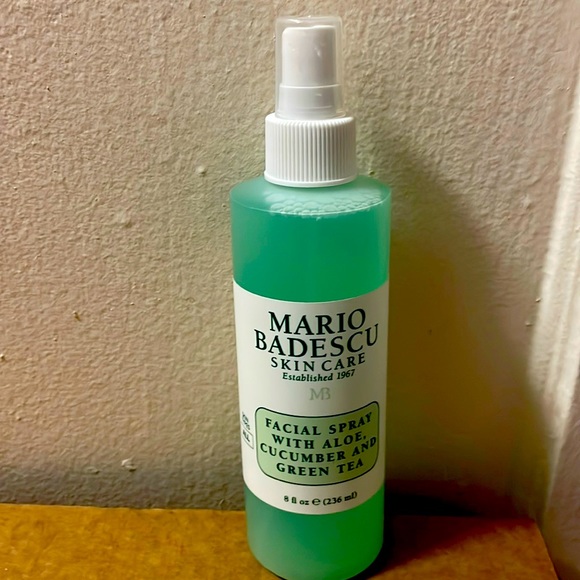 MARIO
BADESCU
SKIN CARE
Established 1967
MB
FACIAL SPRAY
WITH ALOE,
CUCUMBER AND
GREEN TEA
8 fl oz ℮ (236 ml)